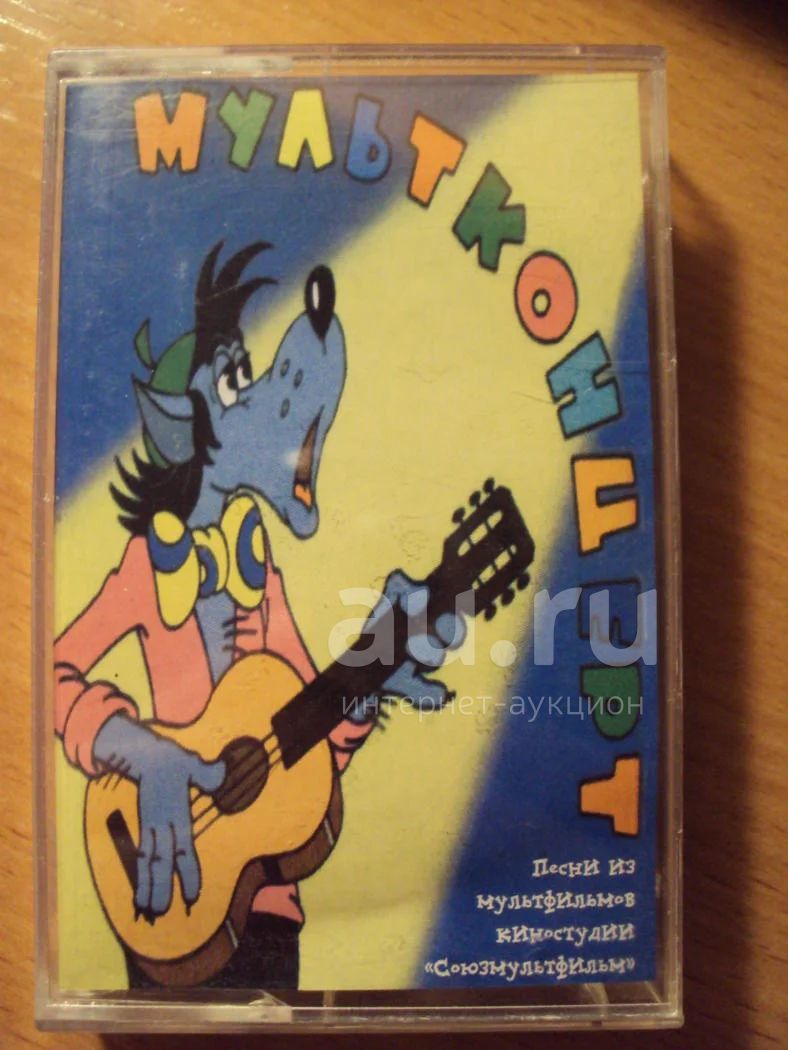 МУЛЬТКОНЦЕРТ
au.ru
интернет-аукцион
Песни из
мультфильмов
киностудии
«Союзмультфильм»